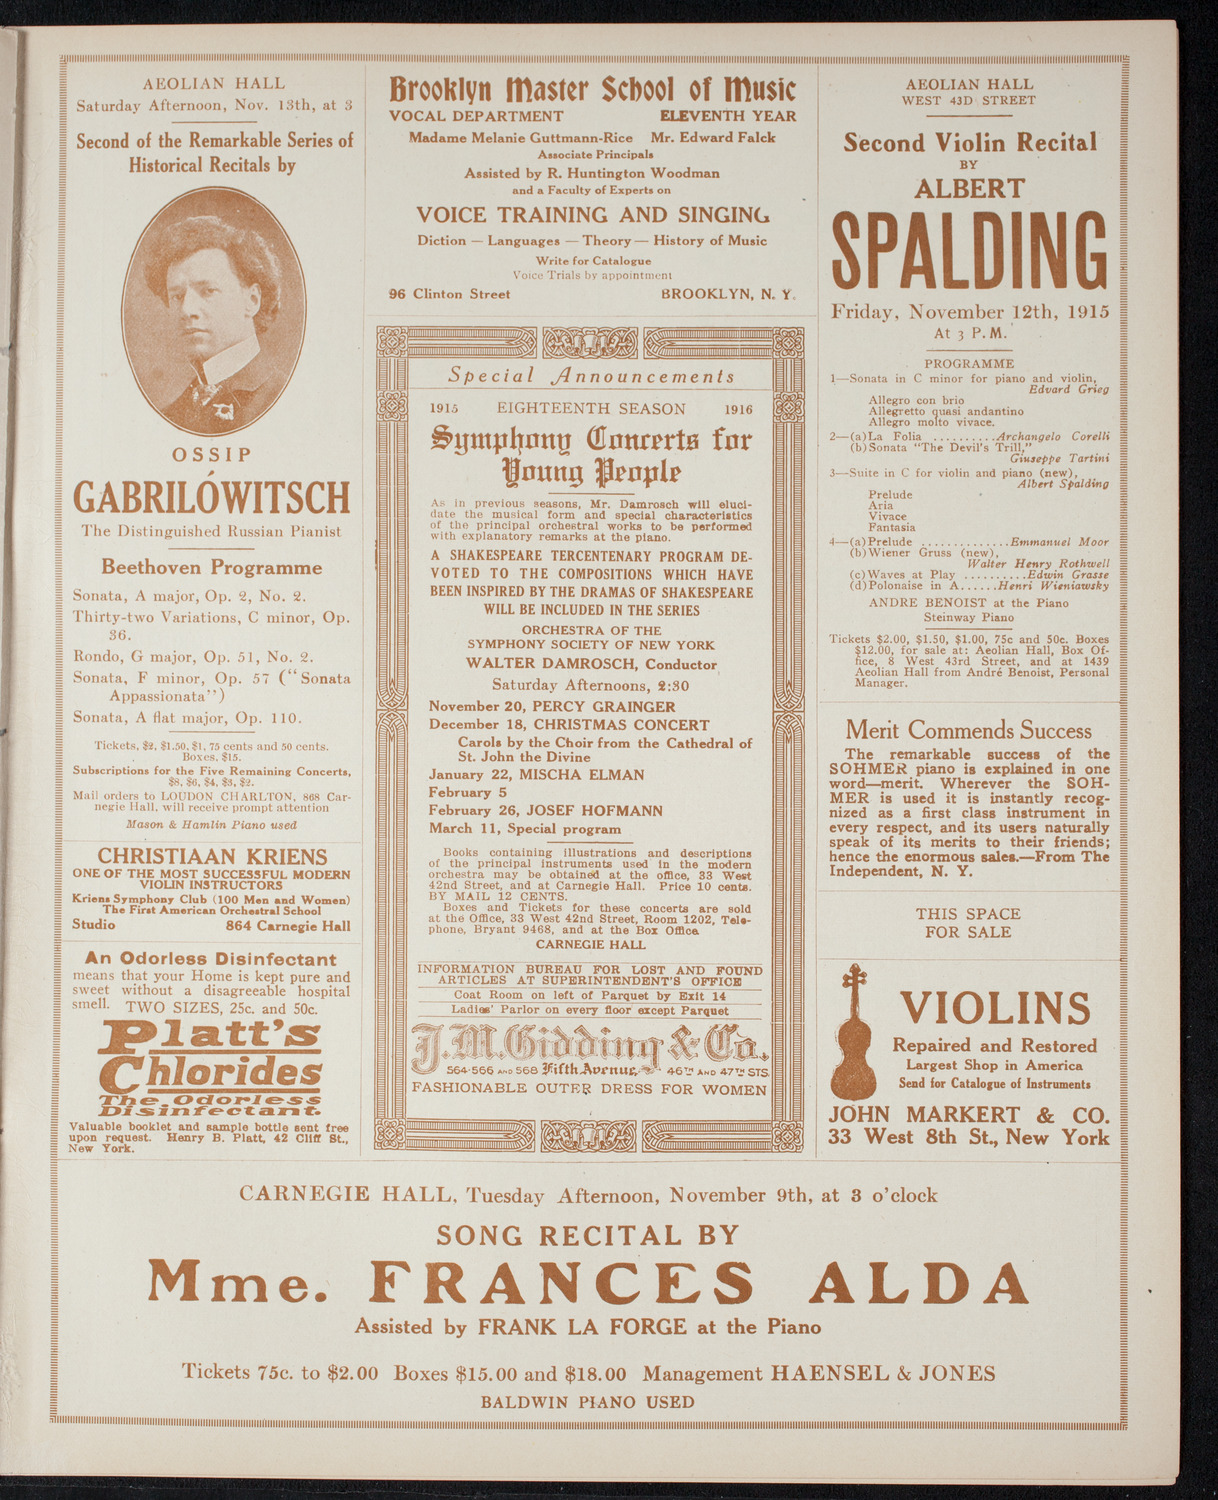 AEOLIAN HALL
Saturday Afternoon, Nov. 13th, at 3
Second of the Remarkable Series of
Historical Recitals by
OSSIP
GABRILÓWITSCH
The Distinguished Russian Pianist
Beethoven Programme
Sonata, A major, Op. 2, No. 2.
Thirty-two Variations, C minor, Op.
36.
Rondo, G major, Op. 51, No. 2.
Sonata, F minor, Op. 57 ("Sonata
Appassionata")
Sonata, A flat major, Op. 110.
Tickets, $2, $1.50, $1, 75 cents and 50 cents.
Boxes, $15.
Subscriptions for the Five Remaining Concerts,
$8, $6, $4, $3, $2.
Mail orders to LOUDON CHARLTON, 868 Car-
negie Hall, will receive prompt attention
Mason & Hamlin Piano used
CHRISTIAAN KRIENS
ONE OF THE MOST SUCCESSFUL MODERN
VIOLIN INSTRUCTORS
Kriens Symphony Club (100 Men and Women)
The First American Orchestral School
Studio 864 Carnegie Hall
An Odorless Disinfectant
means that your Home is kept pure and
sweet without a disagreeable hospital
smell. TWO SIZES, 25c. and 50c.
Platt's
Chlorides
The Odorless
Disinfectant.
Valuable booklet and sample bottle sent free
upon request. Henry B. Platt, 42 Cliff St.,
New York.
Brooklyn Master School of Music
VOCAL DEPARTMENT ELEVENTH YEAR
Madame Melanie Guttmann-Rice Mr. Edward Falck
Associate Principals
Assisted by R. Huntington Woodman
and a Faculty of Experts on
VOICE TRAINING AND SINGING
Diction — Languages — Theory — History of Music
Write for Catalogue
Voice Trials by appointment
96 Clinton Street BROOKLYN, N. Y.
Special Announcements
1915 EIGHTEENTH SEASON 1916
Symphony Concerts for
Young People
As in previous seasons, Mr. Damrosch will eluci-
date the musical form and special characteristics
of the principal orchestral works to be performed
with explanatory remarks at the piano.
A SHAKESPEARE TERCENTENARY PROGRAM DE-
VOTED TO THE COMPOSITIONS WHICH HAVE
BEEN INSPIRED BY THE DRAMAS OF SHAKESPEARE
WILL BE INCLUDED IN THE SERIES
ORCHESTRA OF THE
SYMPHONY SOCIETY OF NEW YORK
WALTER DAMROSCH, Conductor
Saturday Afternoons, 2:30
November 20, PERCY GRAINGER
December 18, CHRISTMAS CONCERT
Carols by the Choir from the Cathedral of
St. John the Divine
January 22, MISCHA ELMAN
February 5
February 26, JOSEF HOFMANN
March 11, Special program
Books containing illustrations and descriptions
of the principal instruments used in the modern
orchestra may be obtained at the office, 33 West
42nd Street, and at Carnegie Hall. Price 10 cents.
BY MAIL 12 CENTS.
Boxes and Tickets for these concerts are sold
at the Office, 33 West 42nd Street, Room 1202, Tele-
phone, Bryant 9468, and at the Box Office
CARNEGIE HALL
INFORMATION BUREAU FOR LOST AND FOUND
ARTICLES AT SUPERINTENDENT'S OFFICE
Coat Room on left of Parquet by Exit 14
Ladies' Parlor on every floor except Parquet
J.M. Gidding & Co.
564-566 AND 568 Fifth Avenue, 46TH AND 47TH STS.
FASHIONABLE OUTER DRESS FOR WOMEN
AEOLIAN HALL
WEST 43D STREET
Second Violin Recital
BY
ALBERT
SPALDING
Friday, November 12th, 1915
At 3 P.M.
PROGRAMME
1—Sonata in C minor for piano and violin,
Edvard Grieg
Allegro con brio
Allegretto quasi andantino
Allegro molto vivace.
2—(a) La Folia ..........Archangelo Corelli
(b) Sonata "The Devil's Trill,"
Giuseppe Tartini
3—Suite in C for violin and piano (new),
Albert Spalding
Prelude
Aria
Vivace
Fantasia
4—(a) Prelude .............Emmanuel Moor
(b) Wiener Gruss (new),
Walter Henry Rothwell
(c) Waves at Play ..........Edwin Grasse
(d) Polonaise in A......Henri Wieniawsky
ANDRE BENOIST at the Piano
Steinway Piano
Tickets $2.00, $1.50, $1.00, 75c and 50c. Boxes
$12.00, for sale at: Aeolian Hall, Box Of-
fice, 8 West 43rd Street, and at 1439
Aeolian Hall from André Benoist, Personal
Manager.
Merit Commends Success
The remarkable success of the
SOHMER piano is explained in one
word—merit. Wherever the SOH-
MER is used it is instantly recog-
nized as a first class instrument in
every respect, and its users naturally
speak of its merits to their friends;
hence the enormous sales.—From The
Independent, N. Y.
THIS SPACE
FOR SALE
VIOLINS
Repaired and Restored
Largest Shop in America
Send for Catalogue of Instruments
JOHN MARKERT & CO.
33 West 8th St., New York
CARNEGIE HALL, Tuesday Afternoon, November 9th, at 3 o'clock
SONG RECITAL BY
Mme. FRANCES ALDA
Assisted by FRANK LA FORGE at the Piano
Tickets 75c. to $2.00 Boxes $15.00 and $18.00 Management HAENSEL & JONES
BALDWIN PIANO USED